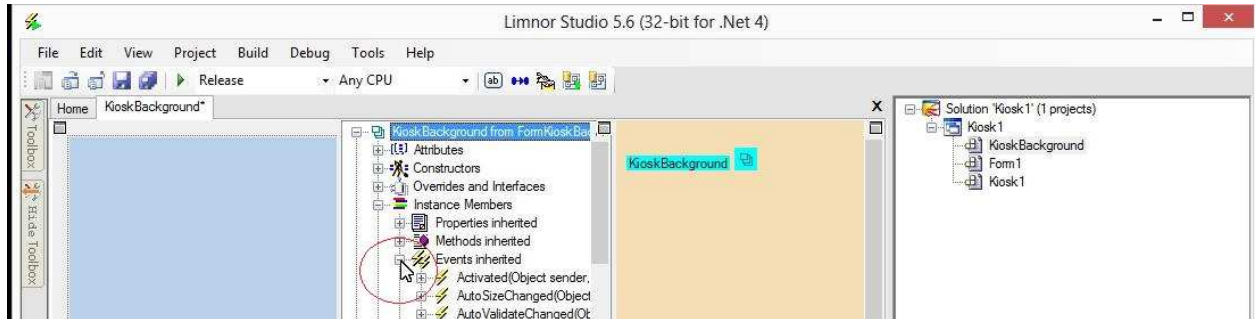 Limnor Studio 5.6 (32-bit for .Net 4)
File Edit View Project Build Debug Tools Help
Release Any CPU ab
Home KioskBackground* X
Toolbox
Hide Toolbox
KioskBackground from FormKioskBac
Attributes
Constructors
Overrides and Interfaces
Instance Members
Properties inherited
Methods inherited
Events inherited
Activated(Object sender,
AutoSizeChanged(Object
AutoValidateChanged(Ob
KioskBackground
Solution 'Kiosk1' (1 projects)
Kiosk1
KioskBackground
Form1
Kiosk1